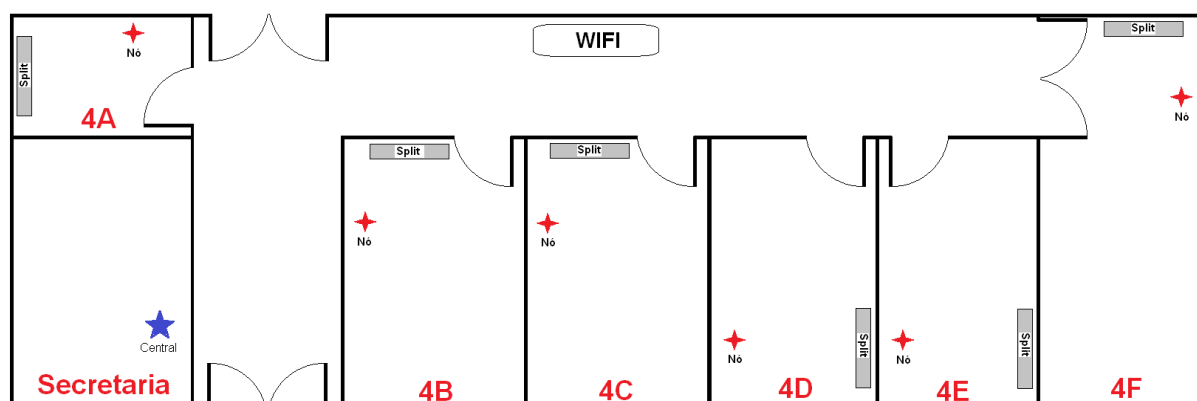 Split
Nó
4A
WIFI
Split
Nó
Split
Nó
Split
Nó
Nó
Split
Nó
Split
Central
Secretaria
4B
4C
4D
4E
4F